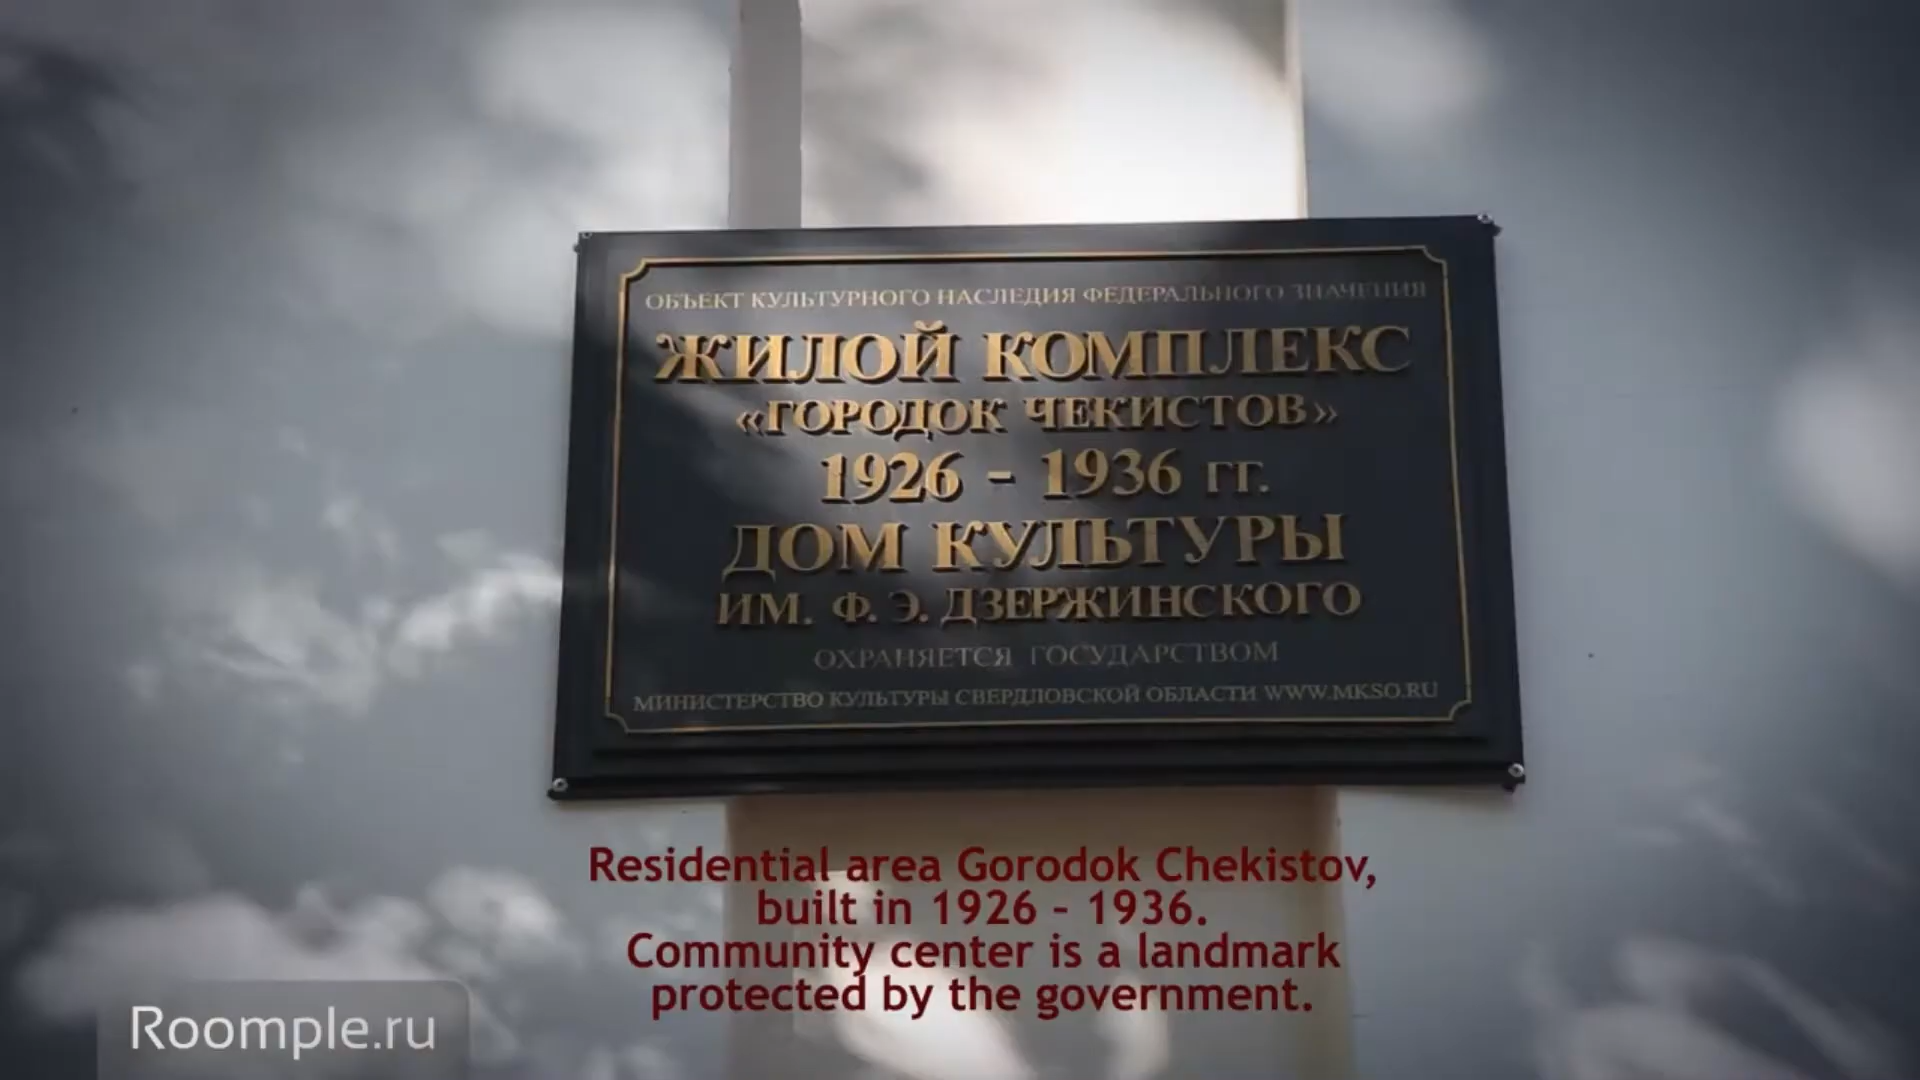 ОБЪЕКТ КУЛЬТУРНОГО НАСЛЕДИЯ ФЕДЕРАЛЬНОГО ЗНАЧЕНИЯ
ЖИЛОЙ КОМПЛЕКС
«ГОРОДОК ЧЕКИСТОВ»
1926 - 1936 гг.
ДОМ КУЛЬТУРЫ
ИМ. Ф. Э. ДЗЕРЖИНСКОГО
ОХРАНЯЕТСЯ ГОСУДАРСТВОМ
МИНИСТЕРСТВО КУЛЬТУРЫ СВЕРДЛОВСКОЙ ОБЛАСТИ WWW.MKSO.RU
Residential area Gorodok Chekistov,
built in 1926 – 1936.
Community center is a landmark
protected by the government.
Roomple.ru